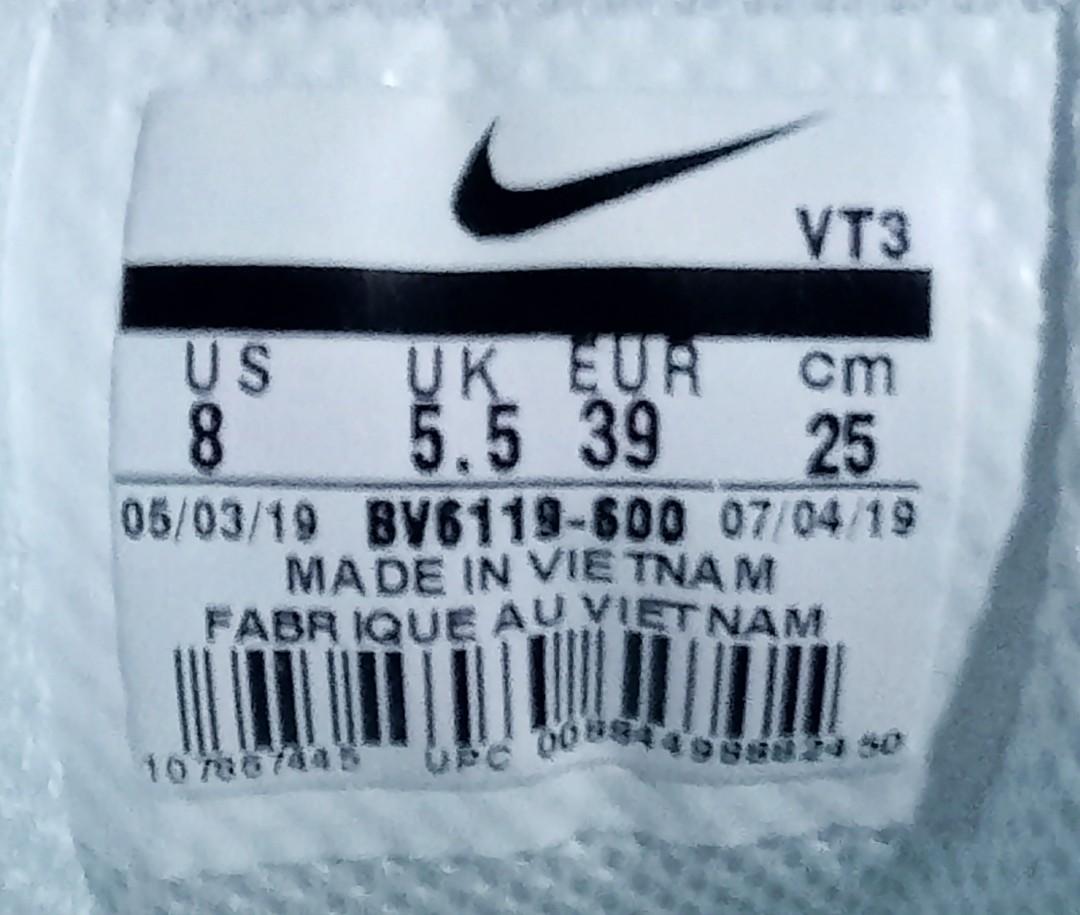 VT3
US UK EUR cm
8 5.5 39 25
05/03/19 BV6119-600 07/04/19
MADE IN VIETNAM
FABRIQUE AU VIETNAM
UPC